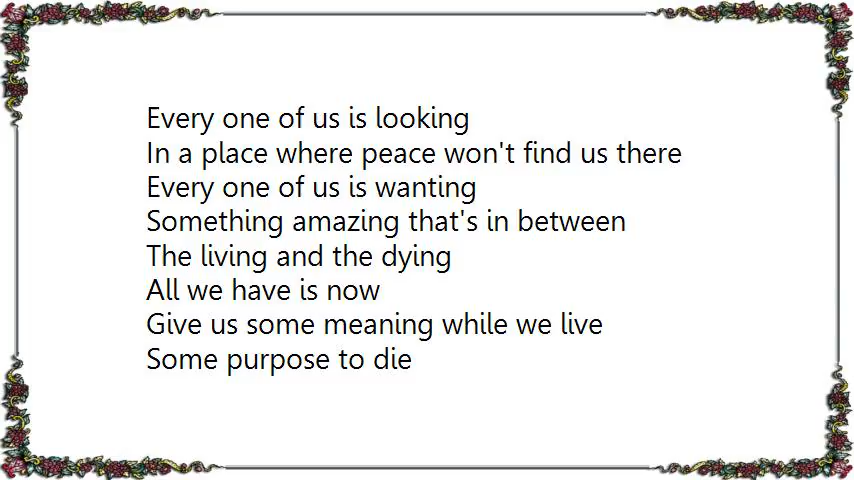 Every one of us is looking
In a place where peace won't find us there
Every one of us is wanting
Something amazing that's in between
The living and the dying
All we have is now
Give us some meaning while we live
Some purpose to die